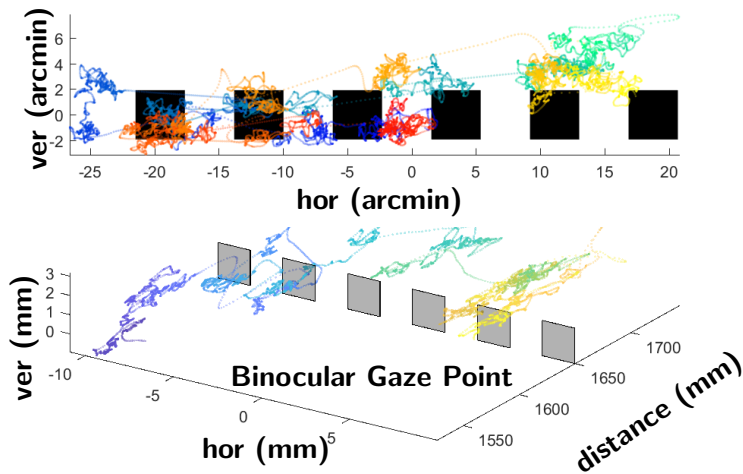 6
4
2
0
-2
ver (arcmin)
-25 -20 -15 -10 -5 0 5 10 15 20
hor (arcmin)
3
2
1
0
ver (mm)
-10
-5
0
5
hor (mm)
Binocular Gaze Point
1550
1600
1650
1700
distance (mm)